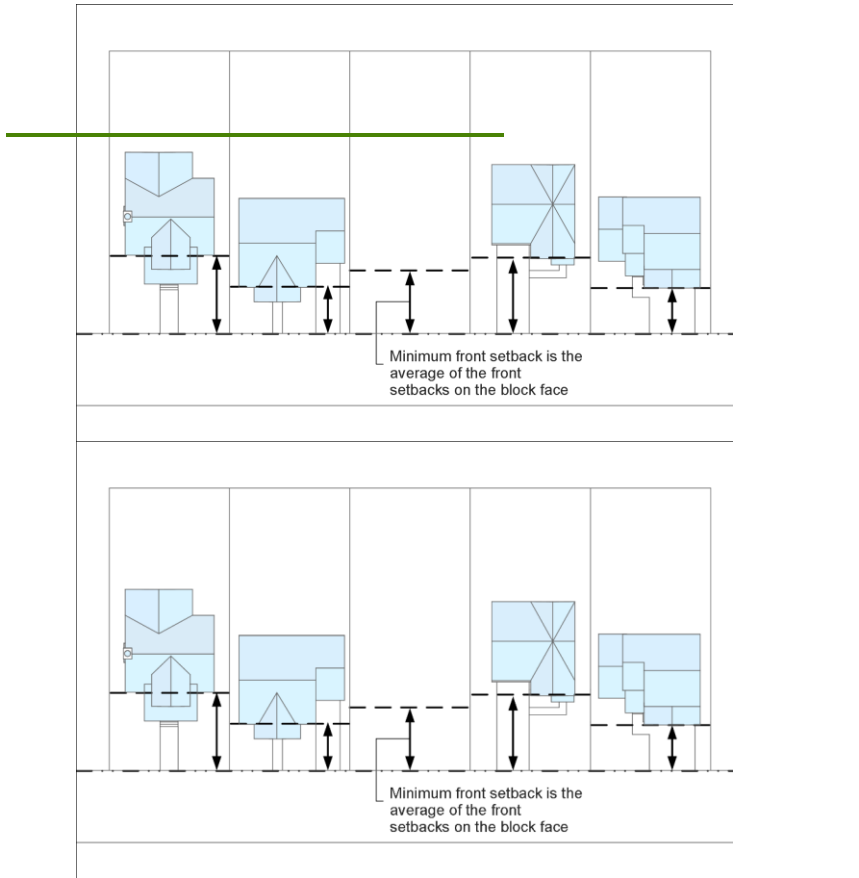 Minimum front setback is the
average of the front
setbacks on the block face
Minimum front setback is the
average of the front
setbacks on the block face